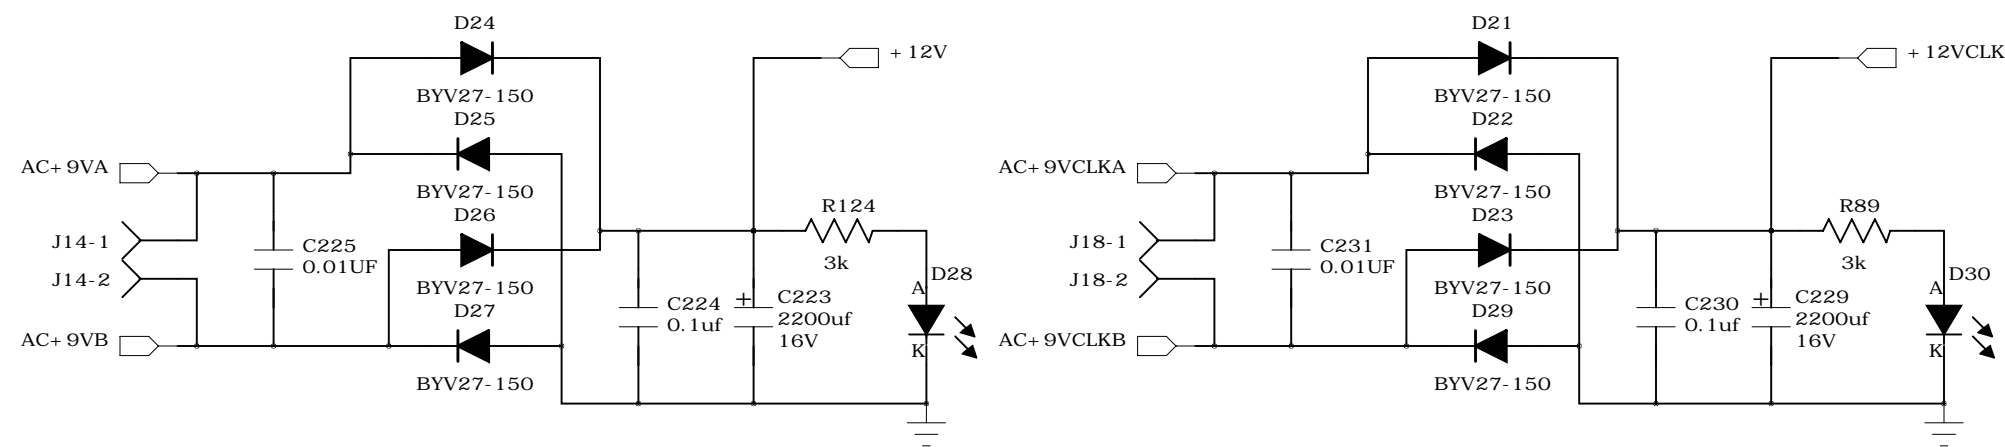 D24
BYV27-150
D25
BYV27-150
D26
BYV27-150
D27
BYV27-150
+12V
AC+9VA
J14-1
J14-2
AC+9VB
C225
0.01UF
R124
3k
C224
0.1uf
+
C223
2200uf
16V
D28
A
K
D21
BYV27-150
D22
BYV27-150
D23
BYV27-150
D29
BYV27-150
+12VCLK
AC+9VCLKA
J18-1
J18-2
AC+9VCLKB
C231
0.01UF
R89
3k
C230
0.1uf
+
C229
2200uf
16V
D30
A
K